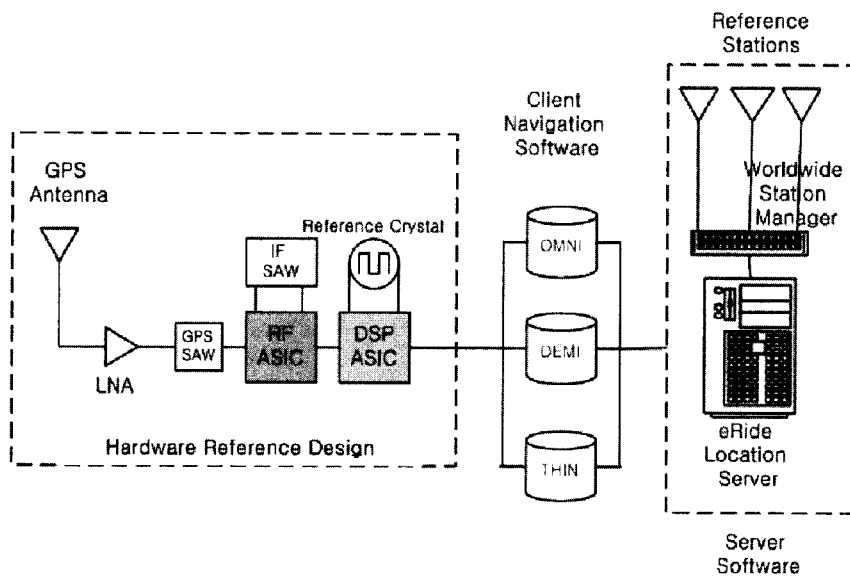 Reference
Stations
Client
Navigation
Software
GPS
Antenna
Worldwide
Station
Manager
Reference Crystal
IF
SAW
OMNI
GPS
SAW
RF
ASIC
DSP
ASIC
DEMI
LNA
Hardware Reference Design
THIN
eRide
Location
Server
Server
Software